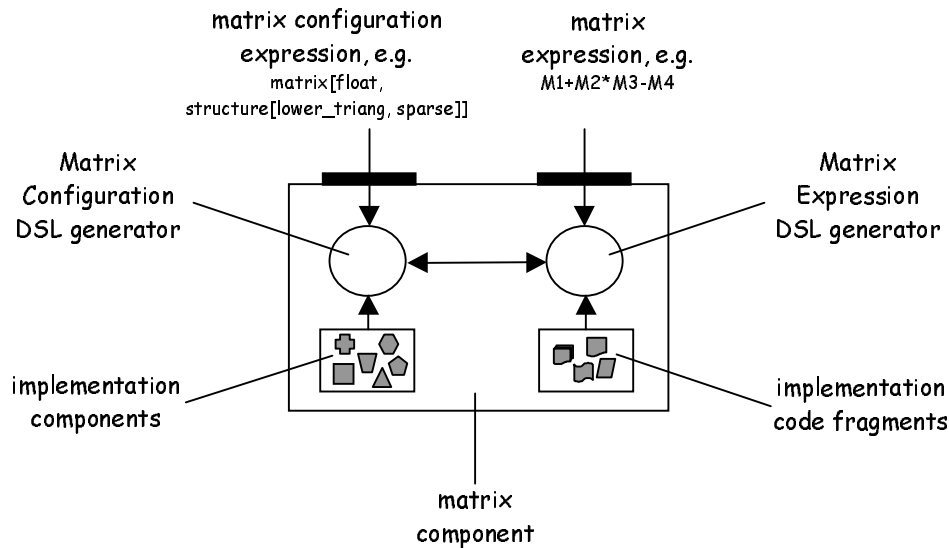 matrix configuration
expression, e.g.
matrix[float,
structure[lower_triang, sparse]]
matrix
expression, e.g.
M1+M2*M3-M4
Matrix
Configuration
DSL generator
Matrix
Expression
DSL generator
implementation
components
implementation
code fragments
matrix
component